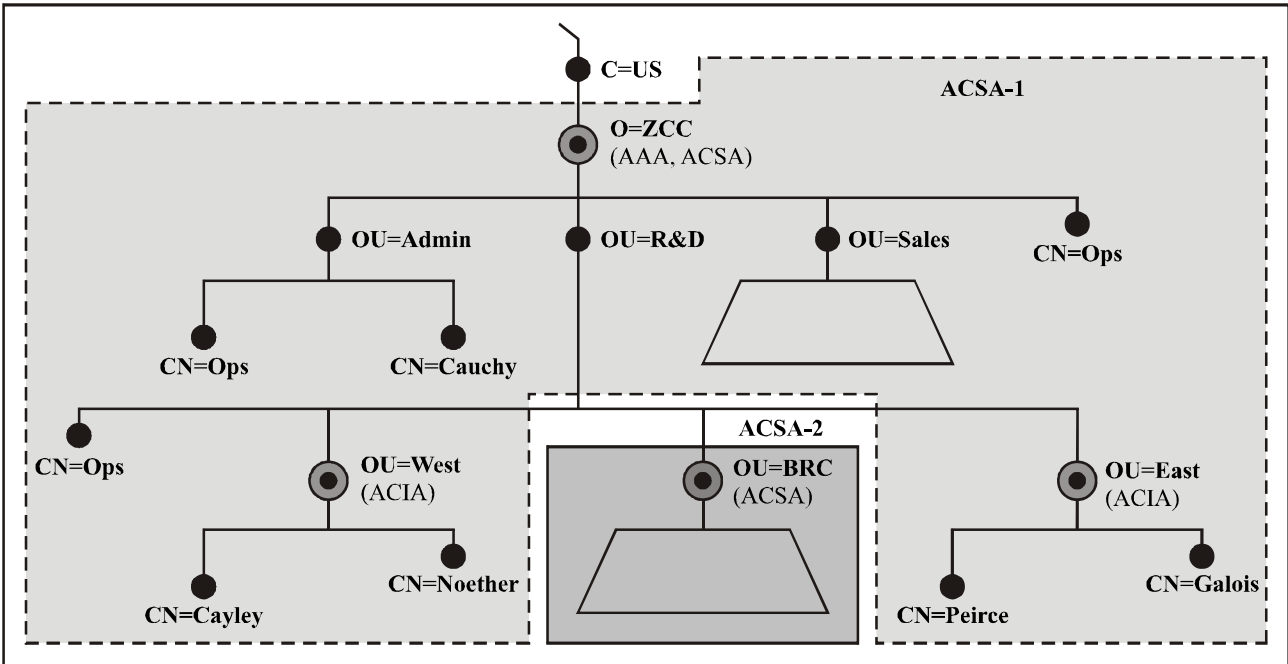 C=US
ACSA-1
O=ZCC
(AAA, ACSA)
OU=Admin
OU=R&D
OU=Sales
CN=Ops
CN=Ops
CN=Cauchy
ACSA-2
CN=Ops
OU=West
(ACIA)
OU=BRC
(ACSA)
OU=East
(ACIA)
CN=Noether
CN=Galois
CN=Cayley
CN=Peirce